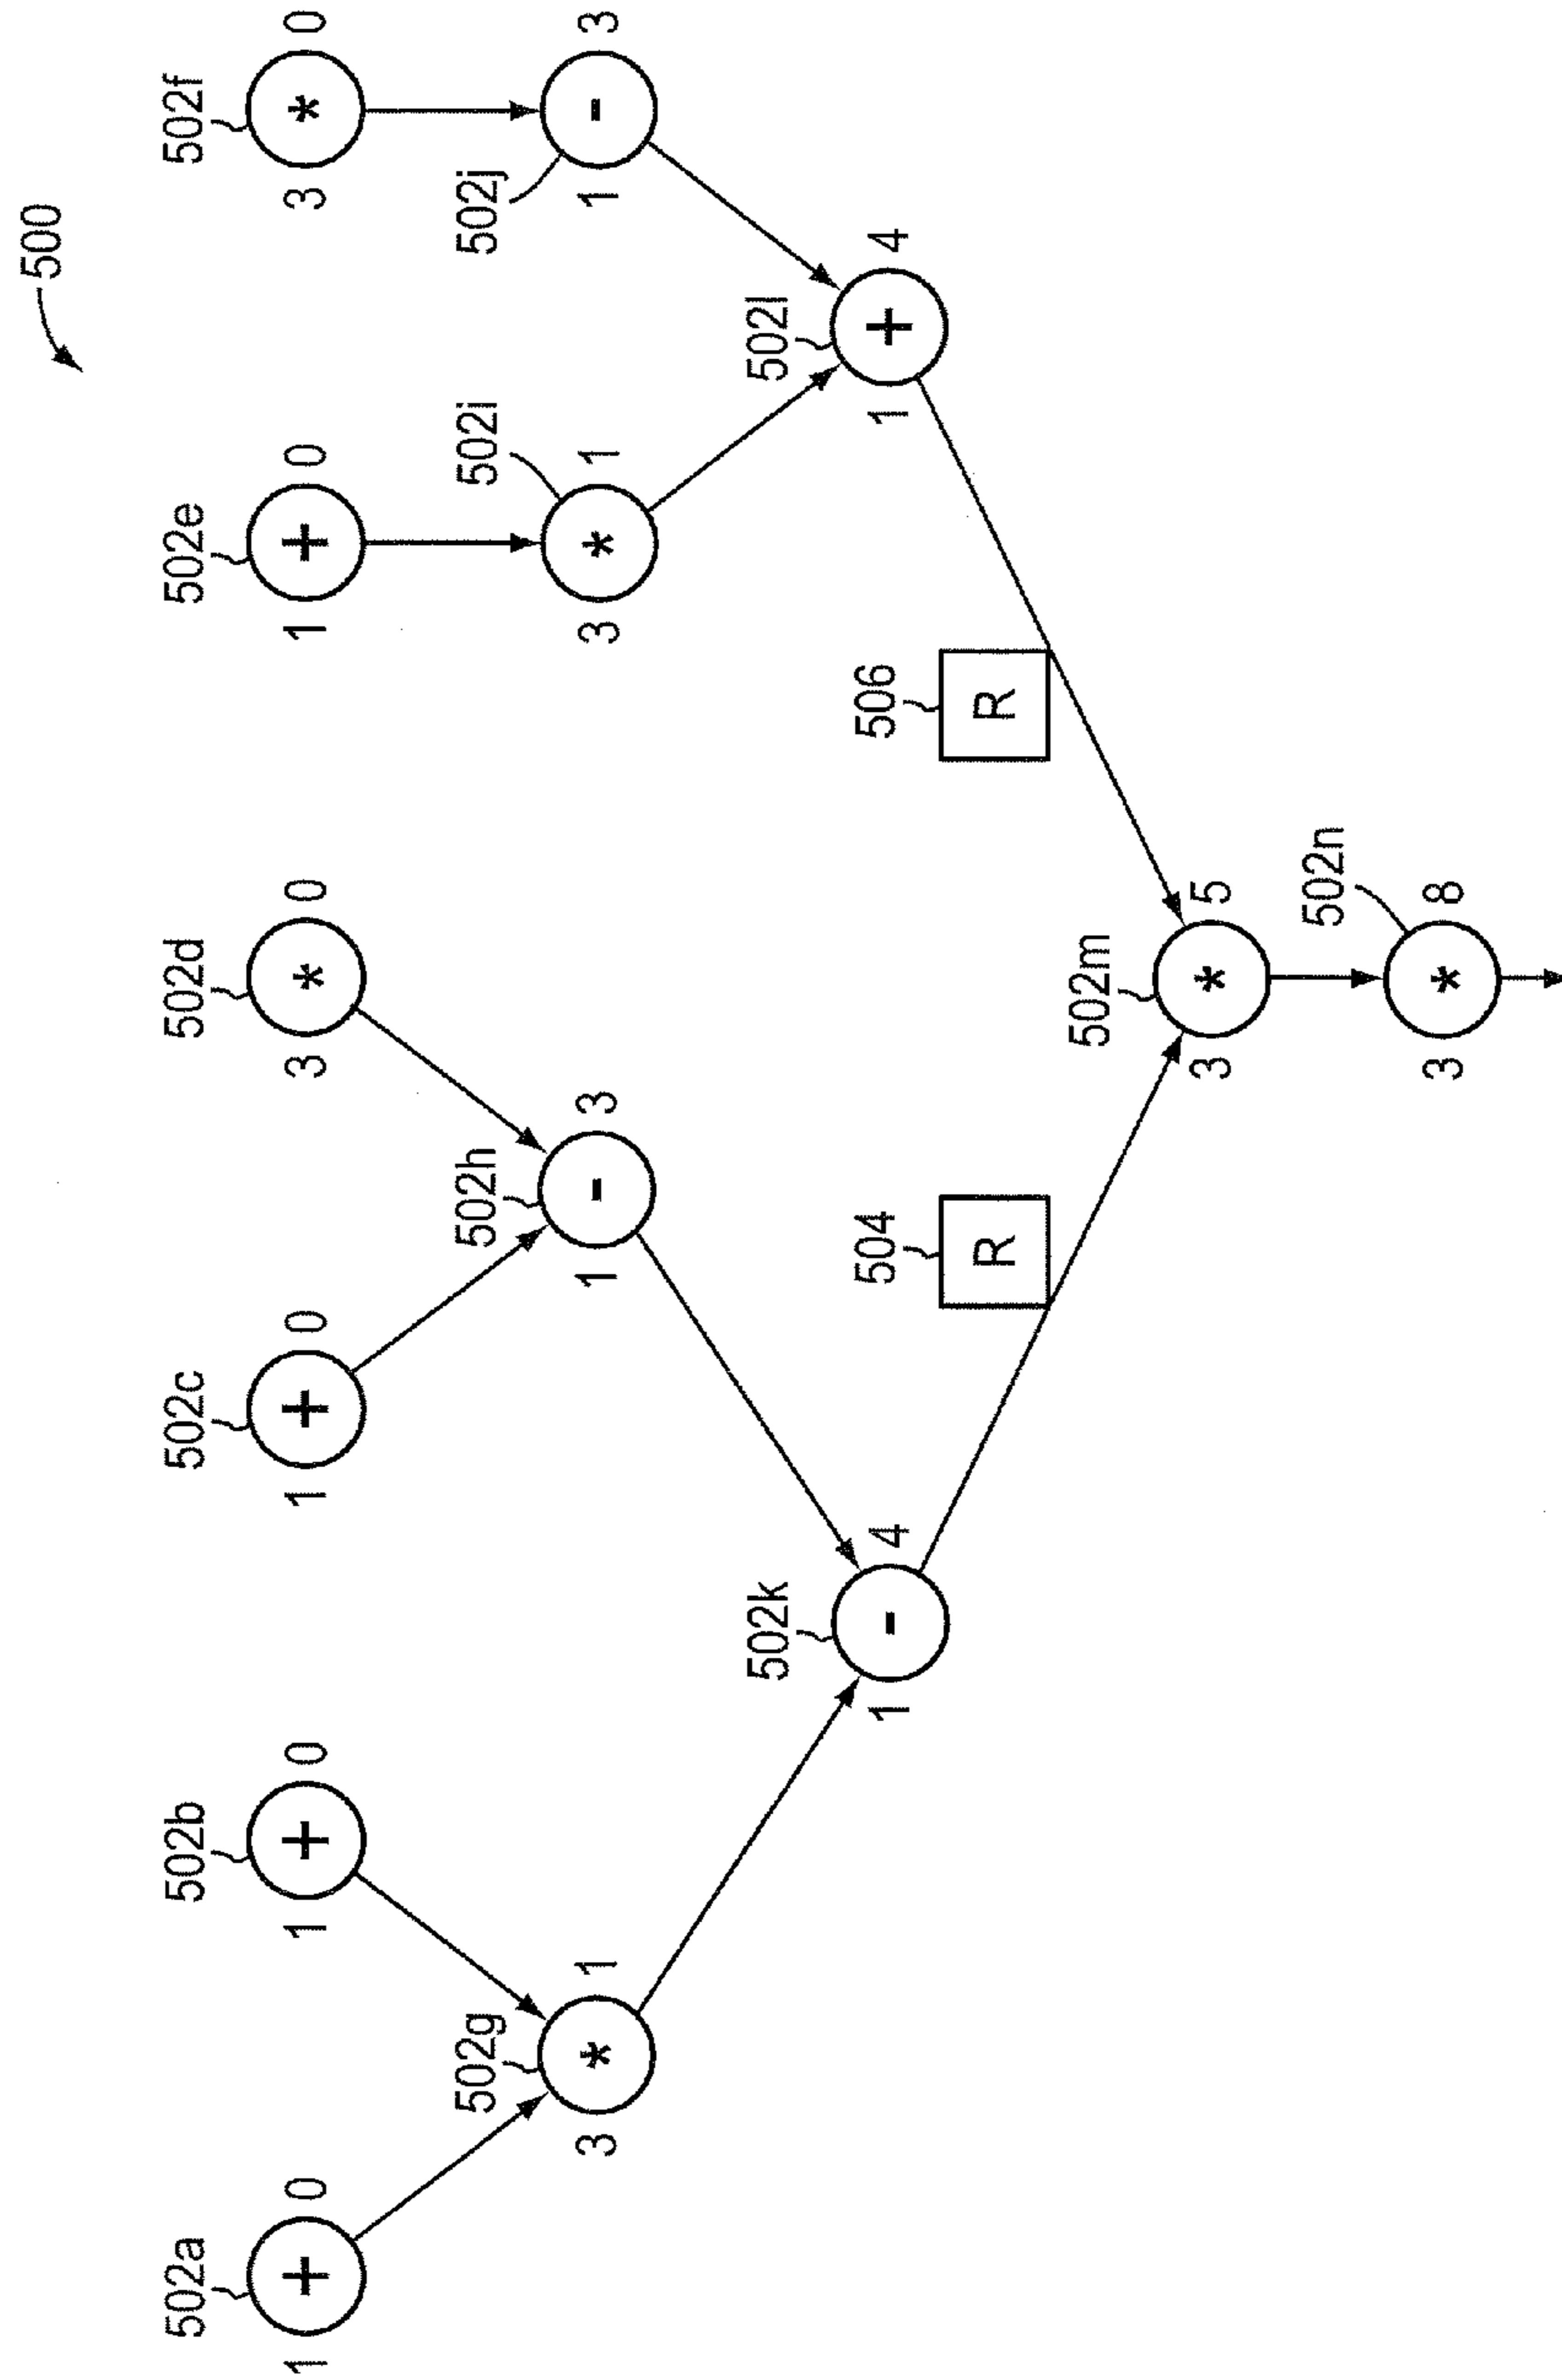 500
502a 502b 502c 502d 502e 502f
1 + 0 1 + 0 1 + 0 3 * 0 1 + 0 3 * 0
502g 502h 502i 502j
3 * 1 1 - 3 3 * 1 1 - 3
502k 502l
1 - 4 1 + 4
504 506
R R
502m
3 * 5
502n
3 * 8